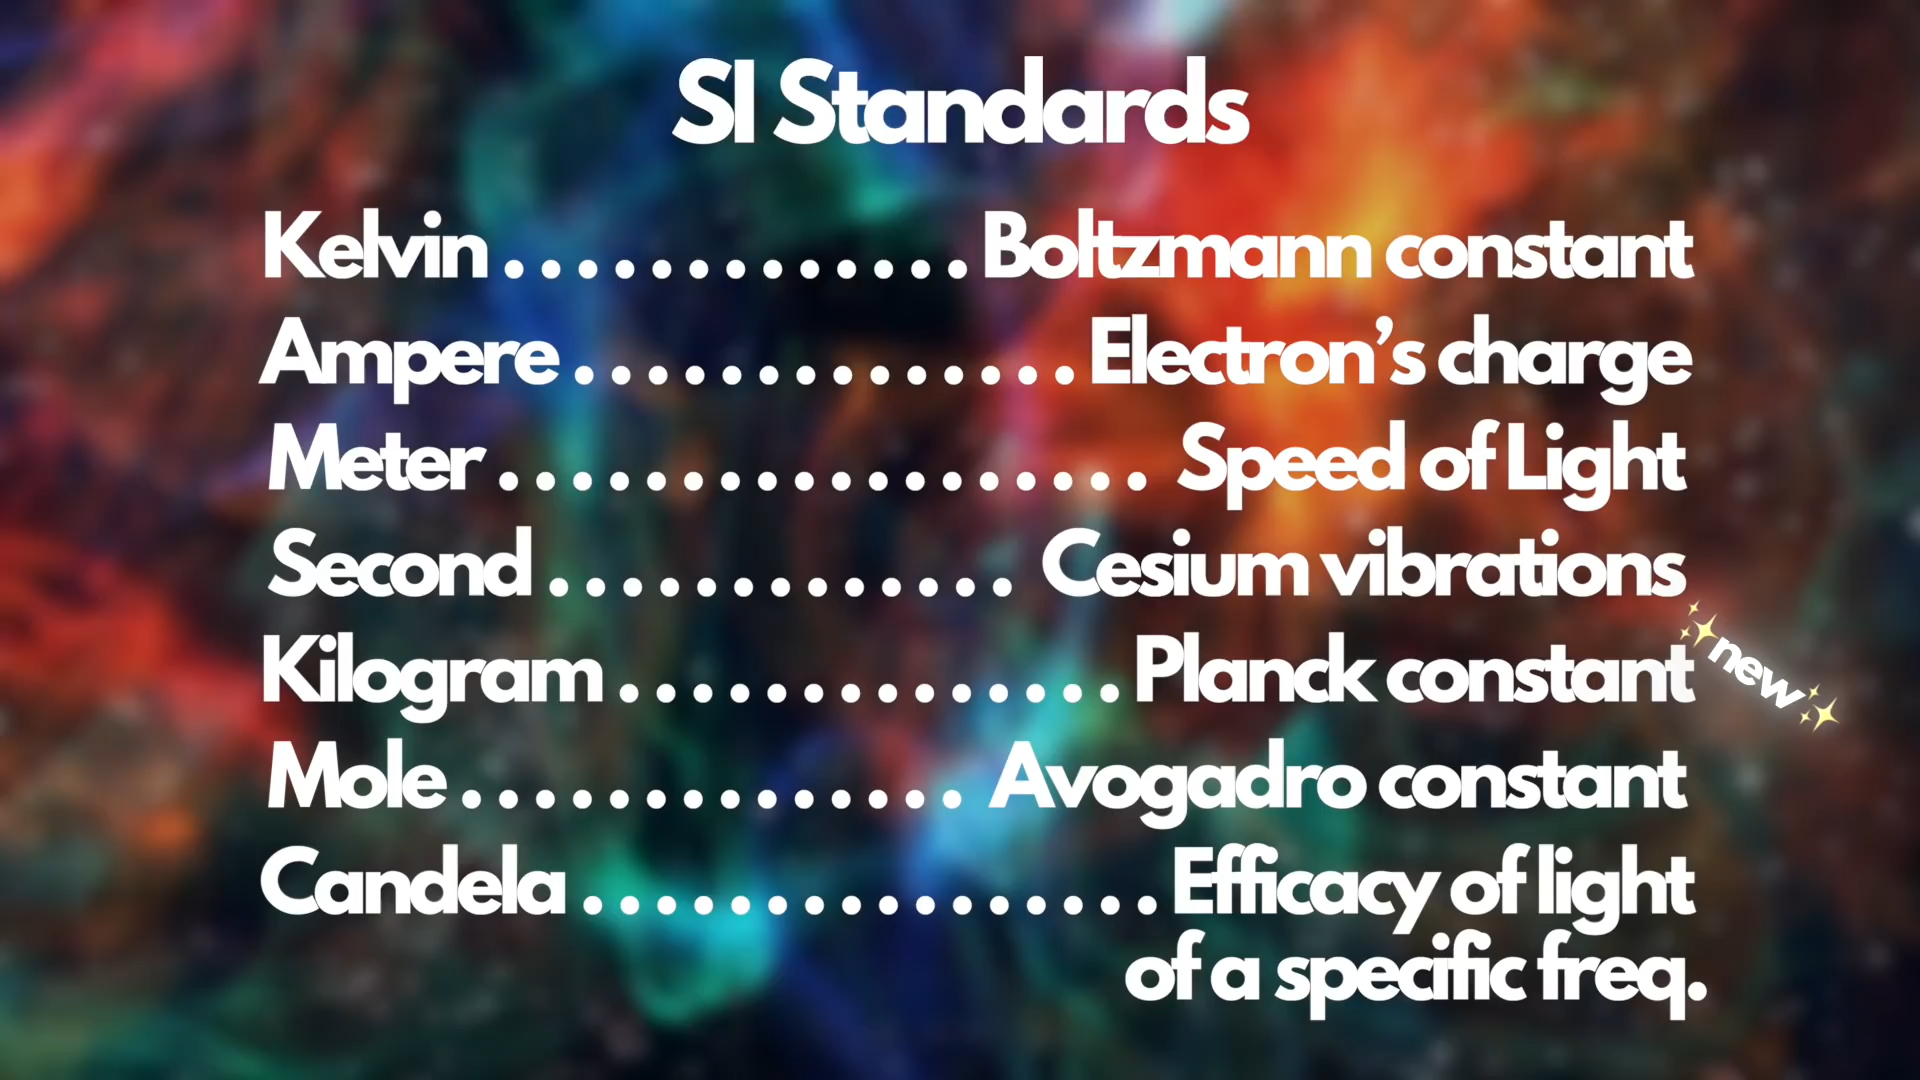 SI Standards
Kelvin.............Boltzmann constant
Ampere..............Electron’s charge
Meter.................. Speed of Light
Second............. Cesium vibrations
Kilogram..............Planck constant
✨new✨
Mole.............. Avogadro constant
Candela................Efficacy of light
of a specific freq.